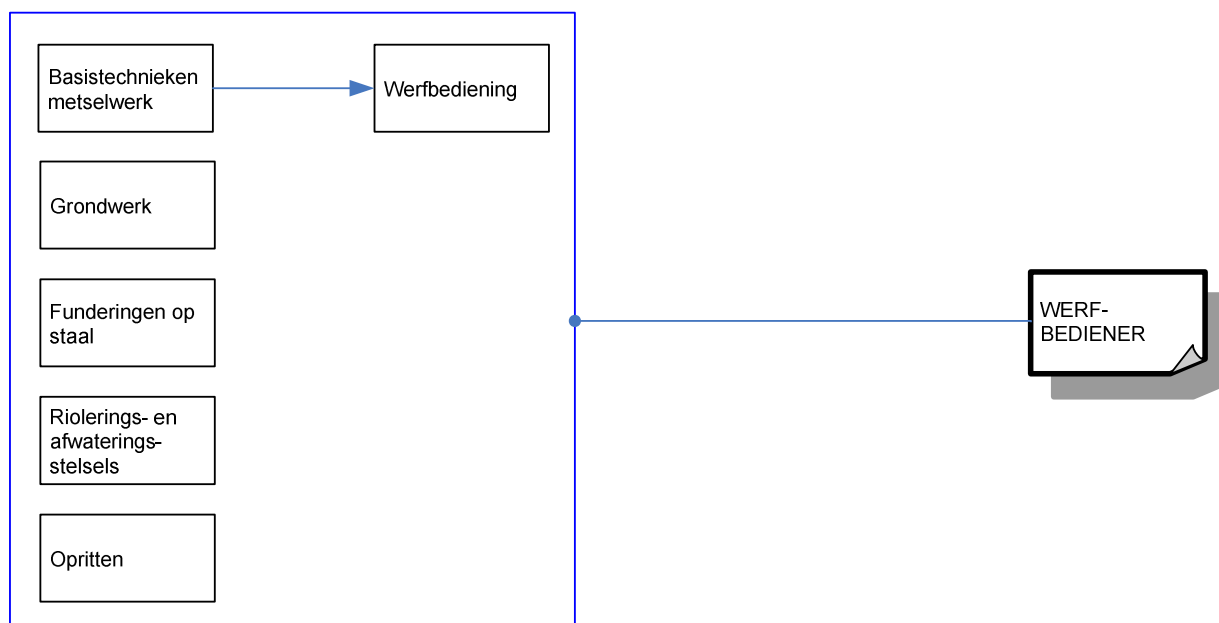 Basistechnieken
metselwerk
Werfbediening
Grondwerk
Funderingen op
staal
Riolerings- en
afwaterings-
stelsels
Opritten
WERF-
BEDIENER